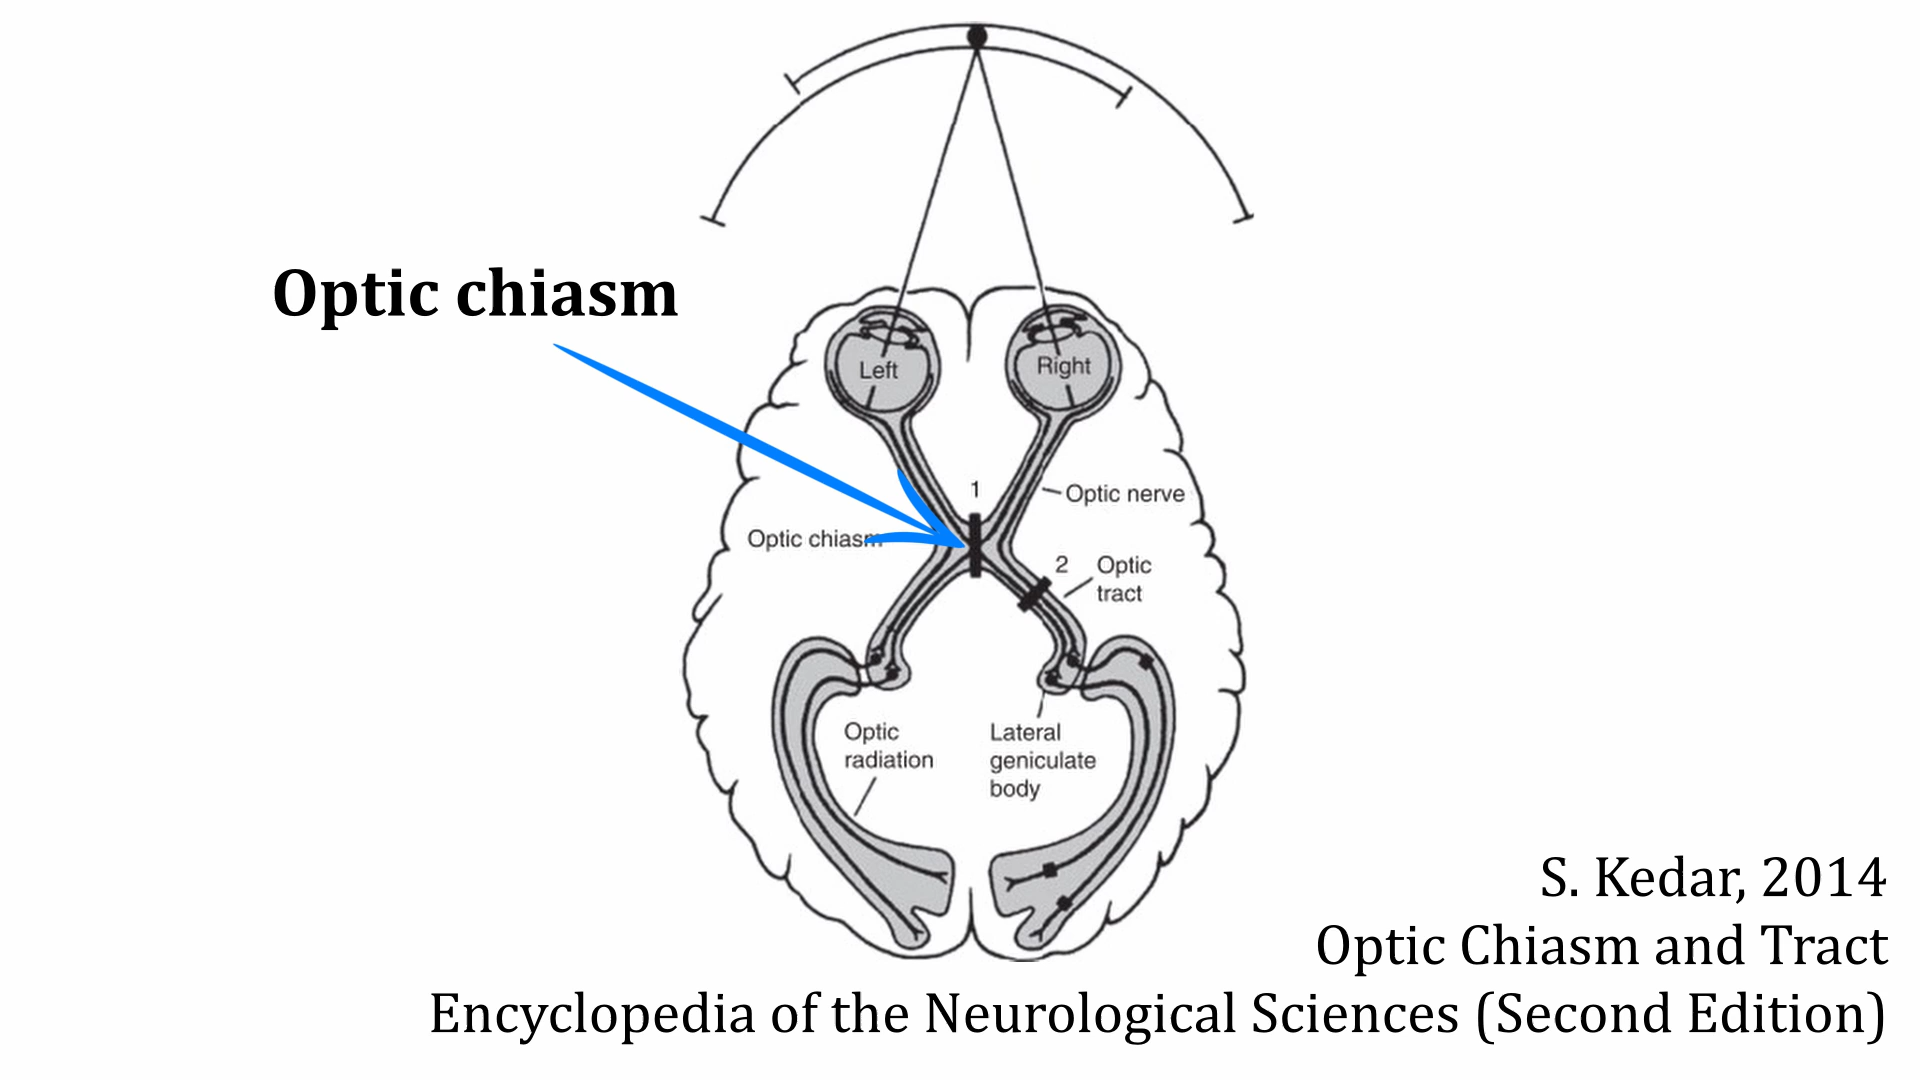 Optic chiasm
Left
Right
1
Optic nerve
Optic chiasm
2
Optic
tract
Optic
radiation
Lateral
geniculate
body
S. Kedar, 2014
Optic Chiasm and Tract
Encyclopedia of the Neurological Sciences (Second Edition)